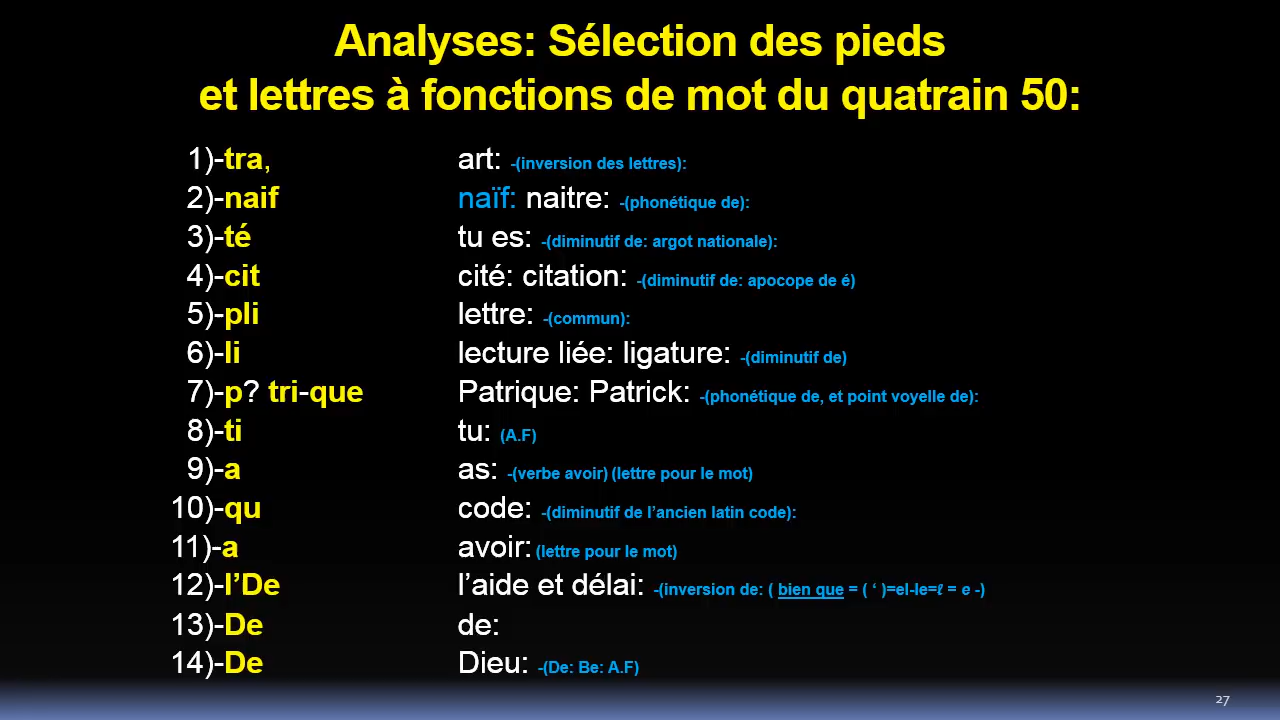 Analyses: Sélection des pieds
et lettres à fonctions de mot du quatrain 50:
1)-tra, art: -(inversion des lettres):
2)-naif naïf: naitre: -(phonétique de):
3)-té tu es: -(diminutif de: argot nationale):
4)-cit cité: citation: -(diminutif de: apocope de é)
5)-pli lettre: -(commun):
6)-li lecture liée: ligature: -(diminutif de)
7)-p? tri-que Patrique: Patrick: -(phonétique de, et point voyelle de):
8)-ti tu: (A.F)
9)-a as: -(verbe avoir) (lettre pour le mot)
10)-qu code: -(diminutif de l’ancien latin code):
11)-a avoir: (lettre pour le mot)
12)-l’De l’aide et délai: -(inversion de: ( bien que = ( ‘ )=el-le=ℓ = e -)
13)-De de:
14)-De Dieu: -(De: Be: A.F)
27